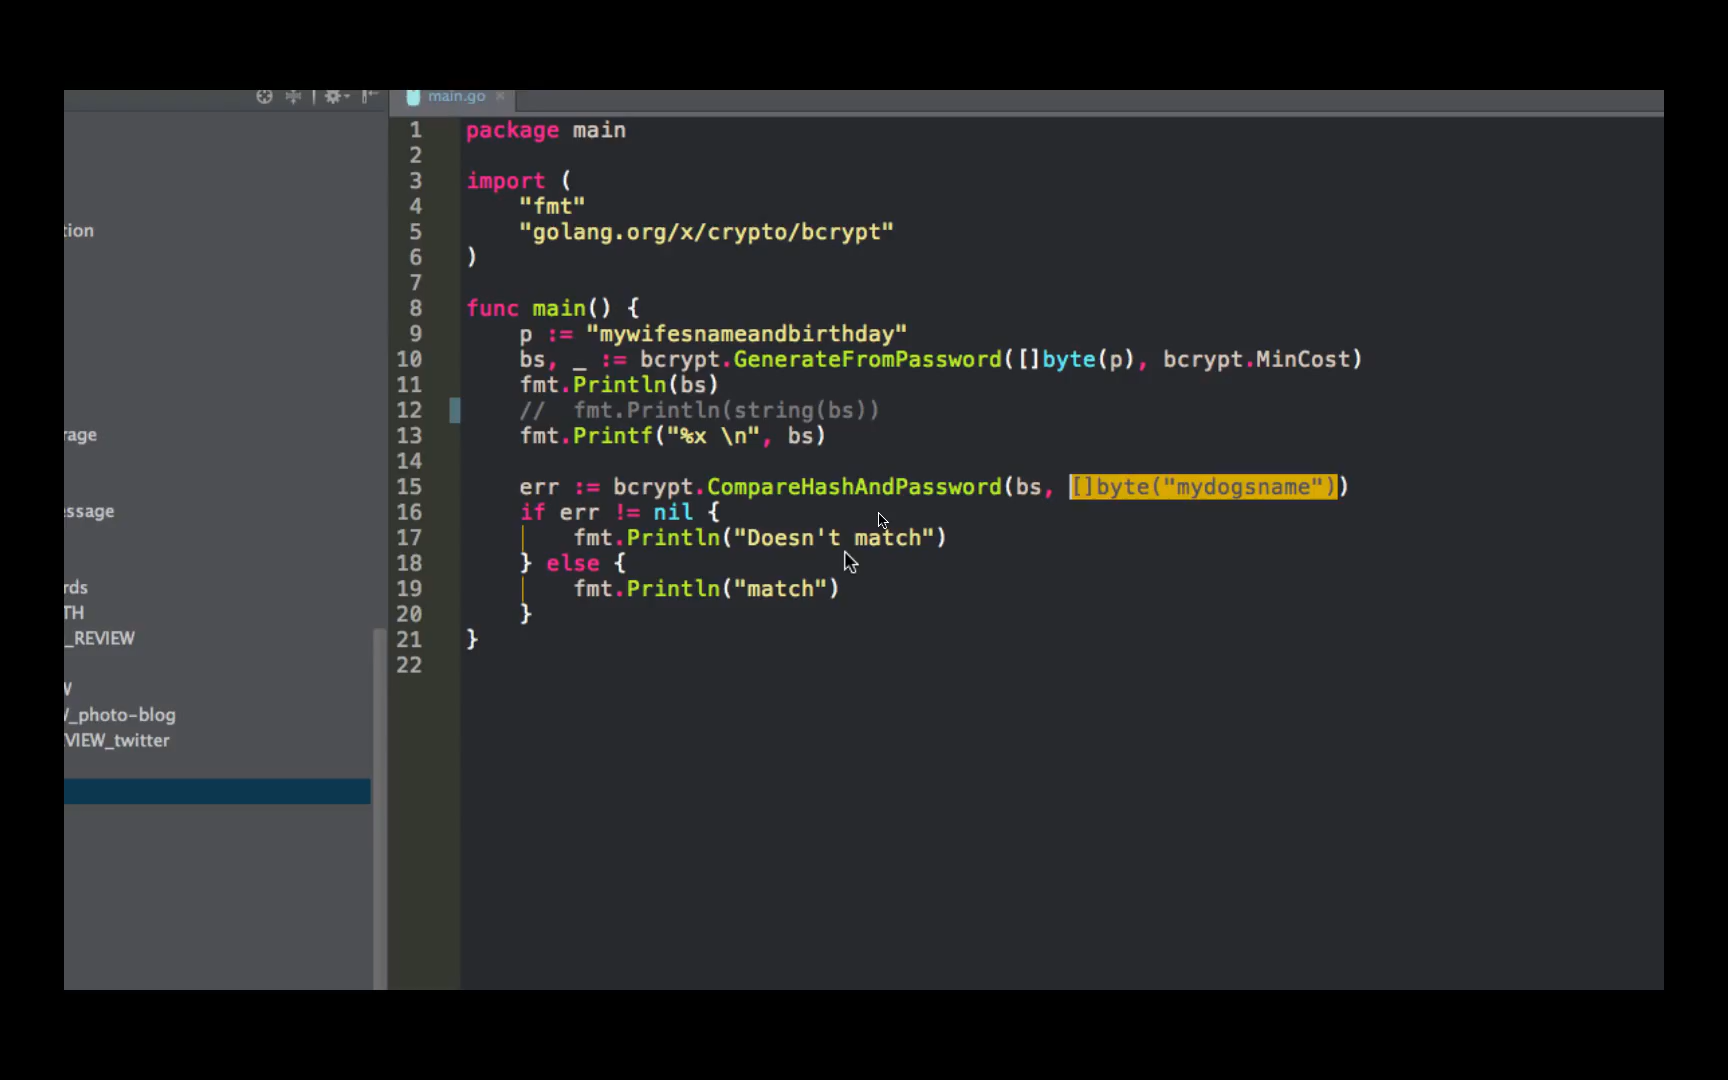 main.go
1 package main
2
3 import (
4 "fmt"
5 "golang.org/x/crypto/bcrypt"
6 )
7
8 func main() {
9 p := "mywifesnameandbirthday"
10 bs, _ := bcrypt.GenerateFromPassword([]byte(p), bcrypt.MinCost)
11 fmt.Println(bs)
12 // fmt.Println(string(bs))
13 fmt.Printf("%x \n", bs)
14
15 err := bcrypt.CompareHashAndPassword(bs, []byte("mydogsname"))
16 if err != nil {
17 fmt.Println("Doesn't match")
18 } else {
19 fmt.Println("match")
20 }
21 }
22
tion
rage
essage
rds
TH
_REVIEW
W
_photo-blog
VIEW_twitter